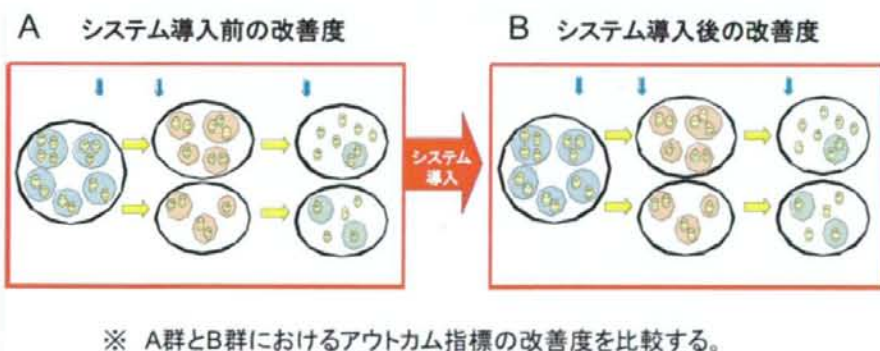 A システム導入前の改善度
B システム導入後の改善度
システム
導入
※ A群とB群におけるアウトカム指標の改善度を比較する。